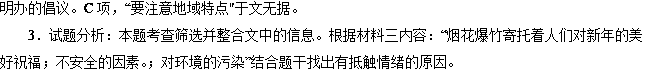 明办的倡议。C 项，“要注意地域特点”于文无据。
3．试题分析：本题考查筛选并整合文中的信息。根据材料三内容：“烟花爆竹寄托着人们对新年的美
好祝福；不安全的因素。；对环境的污染”结合题干找出有抵触情绪的原因。